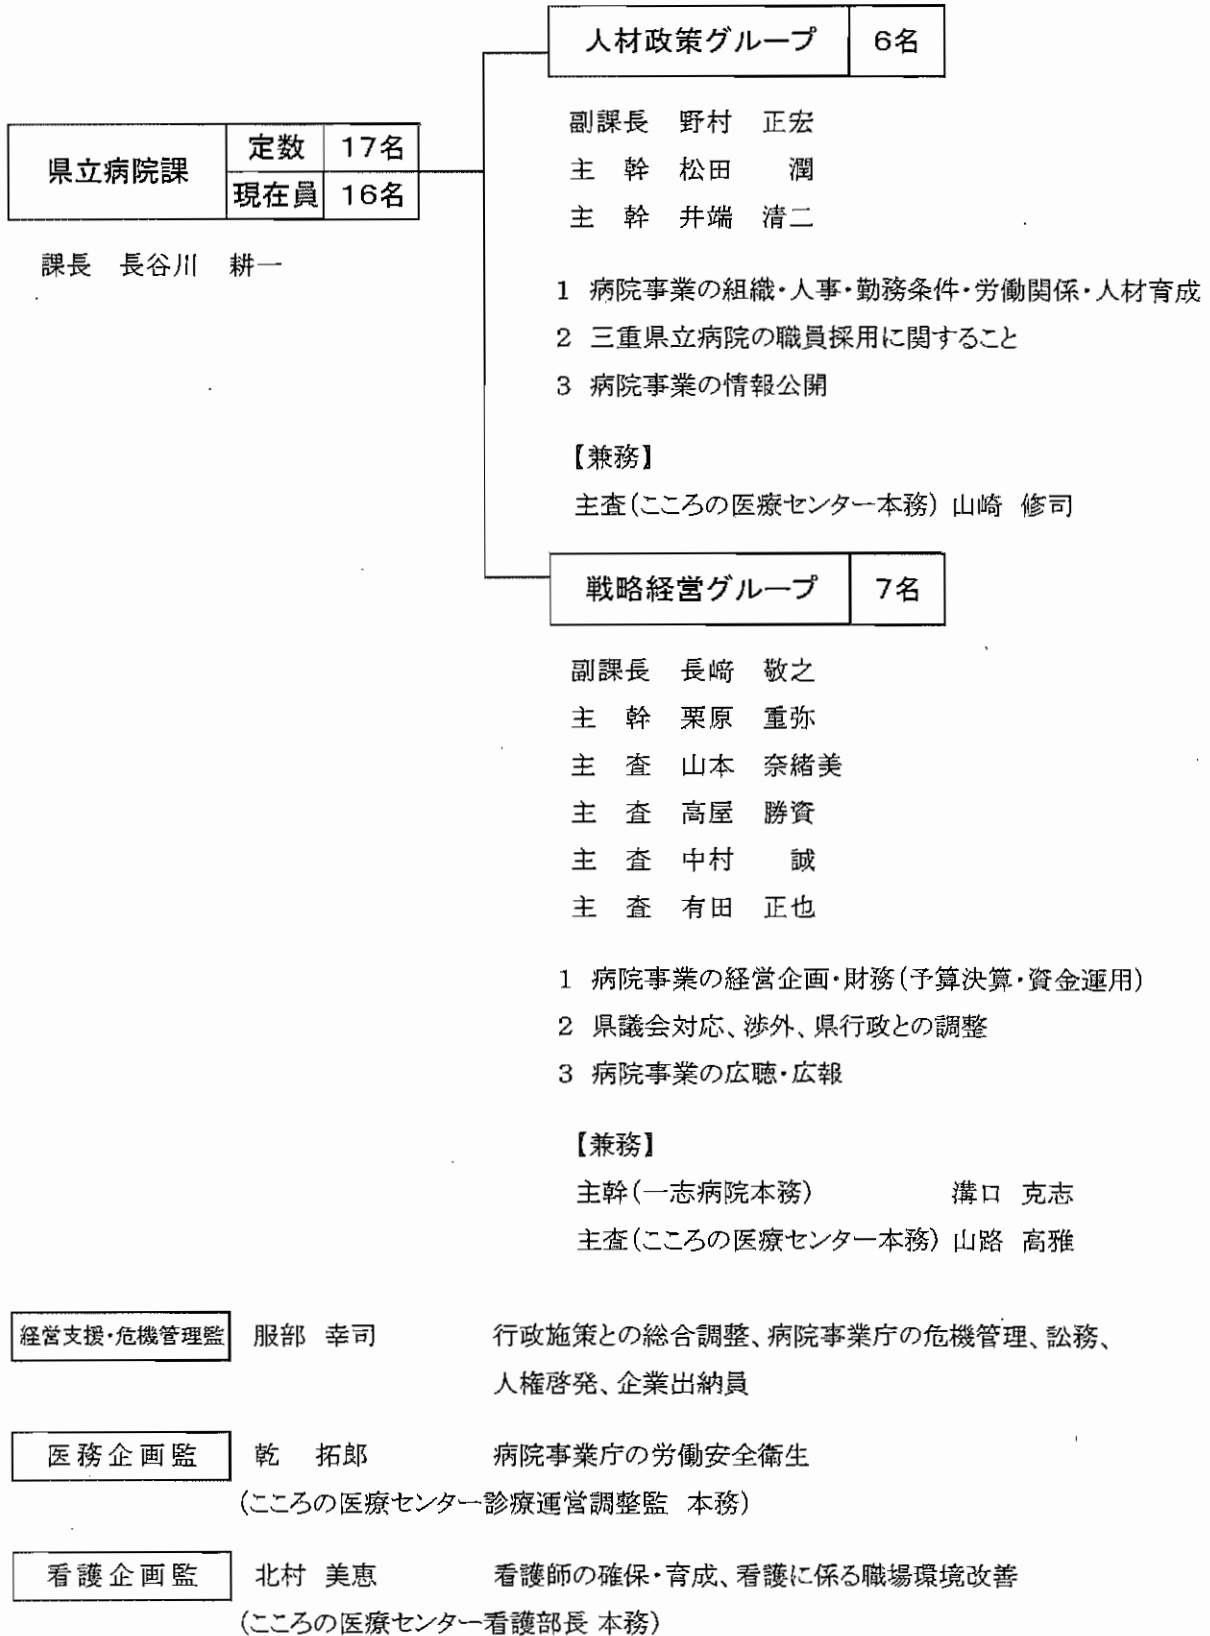 県立病院課 定数 17名
現在員 16名
課長 長谷川 耕一
人材政策グループ 6名
副課長 野村 正宏
主 幹 松田 潤
主 幹 井端 清二
1 病院事業の組織・人事・勤務条件・労働関係・人材育成
2 三重県立病院の職員採用に関すること
3 病院事業の情報公開
【兼務】
主査(こころの医療センター本務) 山崎 修司
戦略経営グループ 7名
副課長 長﨑 敬之
主 幹 栗原 重弥
主 査 山本 奈緒美
主 査 高屋 勝資
主 査 中村 誠
主 査 有田 正也
1 病院事業の経営企画・財務(予算決算・資金運用)
2 県議会対応、渉外、県行政との調整
3 病院事業の広聴・広報
【兼務】
主幹(一志病院本務) 溝口 克志
主査(こころの医療センター本務) 山路 高雅
経営支援・危機管理監 服部 幸司 行政施策との総合調整、病院事業庁の危機管理、訟務、
人権啓発、企業出納員
医務企画監 乾 拓郎 病院事業庁の労働安全衛生
(こころの医療センター診療運営調整監 本務)
看護企画監 北村 美恵 看護師の確保・育成、看護に係る職場環境改善
(こころの医療センター看護部長 本務)